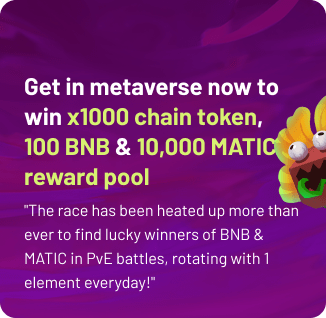 Get in metaverse now to
win x1000 chain token,
100 BNB & 10,000 MATIC
reward pool
"The race has been heated up more than
ever to find lucky winners of BNB &
MATIC in PvE battles, rotating with 1
element everyday!"